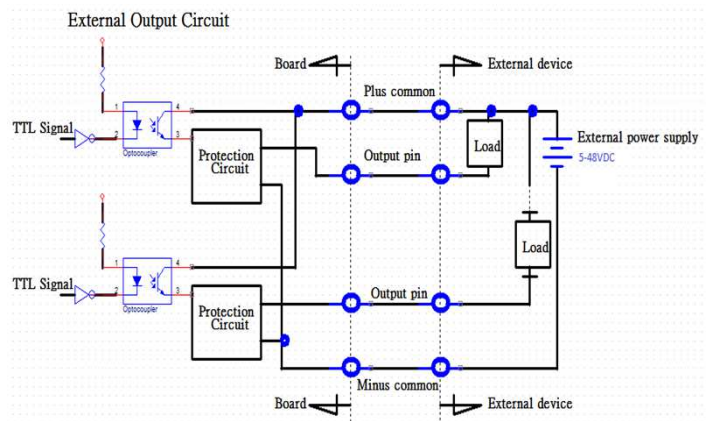 External Output Circuit
Board
External device
1
4
Plus common
TTL Signal
2
3
Optocoupler
Protection
Circuit
Output pin
Load
External power supply
5-48VDC
1
4
TTL Signal
2
3
Optocoupler
Protection
Circuit
Output pin
Load
Minus common
Board
External device